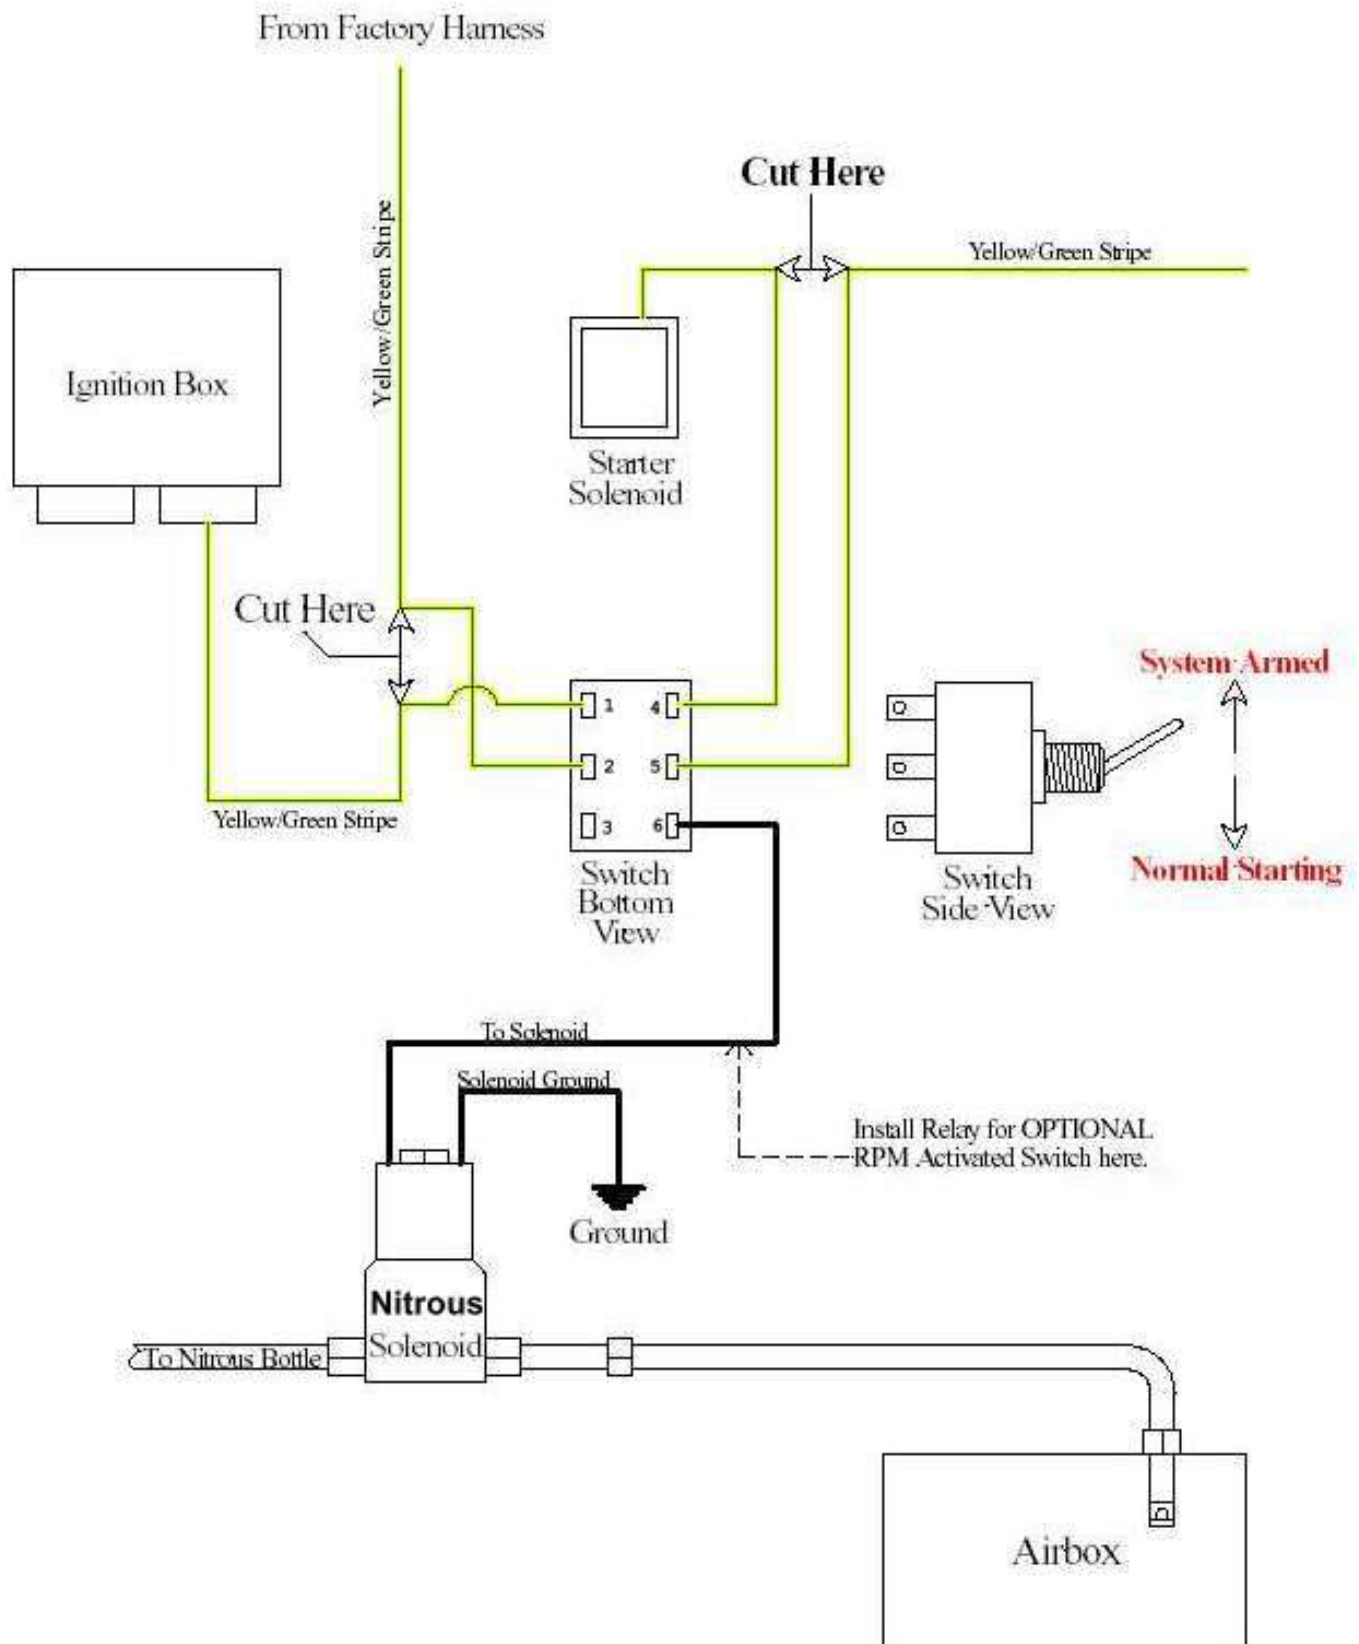 From Factory Harness
Cut Here
Yellow/Green Stripe
Yellow/Green Stripe
Ignition Box
Starter
Solenoid
Cut Here
System Armed
1
4
2
5
3
6
Yellow/Green Stripe
Normal Starting
Switch
Bottom
View
Switch
Side View
To Solenoid
Solenoid Ground
Install Relay for OPTIONAL
RPM Activated Switch here.
Ground
Nitrous
Solenoid
To Nitrous Bottle
Airbox